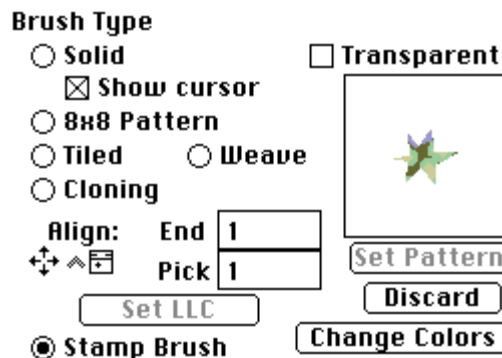 Brush Type
Solid
Transparent
Show cursor
8x8 Pattern
Tiled
Weave
Cloning
Align:
End
1
Pick
1
Set Pattern
Set LLC
Discard
Stamp Brush
Change Colors